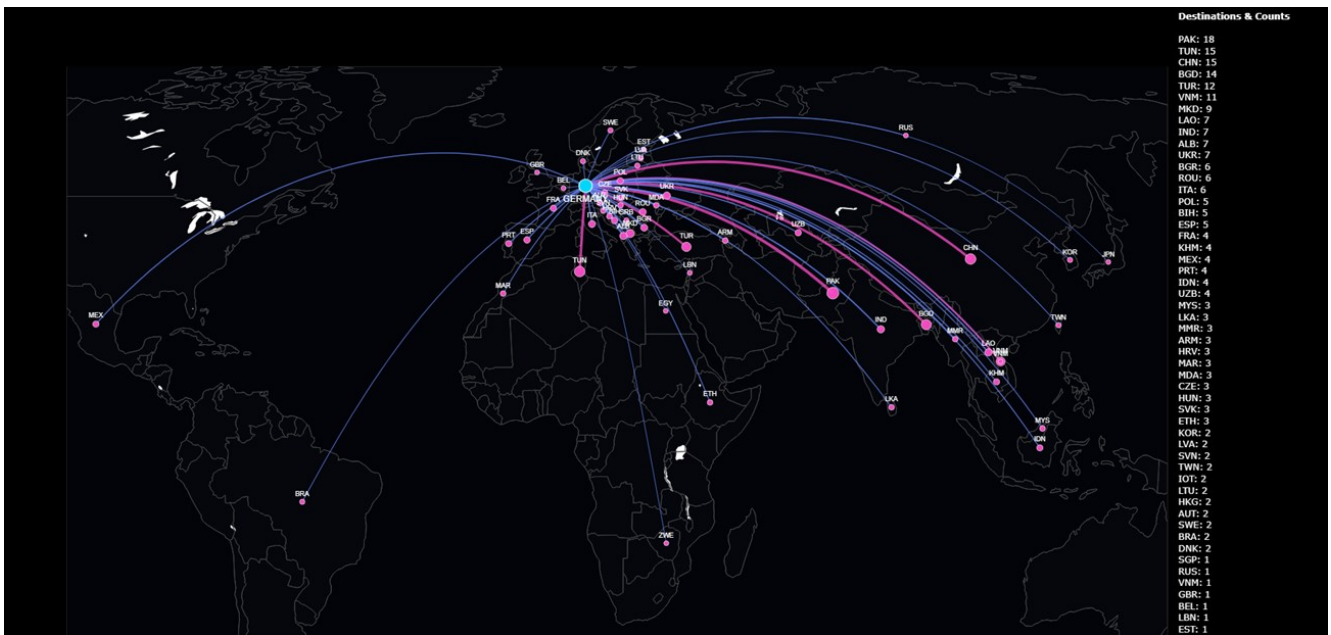 Destinations & Counts
PAK: 18
TUN: 15
CHN: 15
BGD: 14
TUR: 12
VNM: 11
MKD: 9
LAO: 7
IND: 7
ALB: 7
UKR: 7
BGR: 6
ROU: 6
ITA: 6
POL: 5
BIH: 5
ESP: 5
FRA: 4
KHM: 4
MEX: 4
PRT: 4
IDN: 4
UZB: 4
MYS: 3
LKA: 3
MMR: 3
ARM: 3
HRV: 3
MAR: 3
MDA: 3
CZE: 3
HUN: 3
SVK: 3
ETH: 3
KOR: 2
LVA: 2
SVN: 2
TWN: 2
IOT: 2
LTU: 2
HKG: 2
AUT: 2
SWE: 2
BRA: 2
DNK: 2
SGP: 1
RUS: 1
VNM: 1
GBR: 1
BEL: 1
LBN: 1
EST: 1
SWE
RUS
EST
DNK
LTU
GBR
POL
BEL
CZE
SVK
UKR
GERMANY
HUN
FRA
ROU
MDA
ITA
SRB
BGR
UZB
PRT
ESP
TUR
ARM
CHN
KOR
JPN
TUN
LBN
MAR
PAK
EGY
MEX
IND
BGD
MMR
TWN
LAO
VNM
KHM
ETH
LKA
MYS
IDN
BRA
ZWE